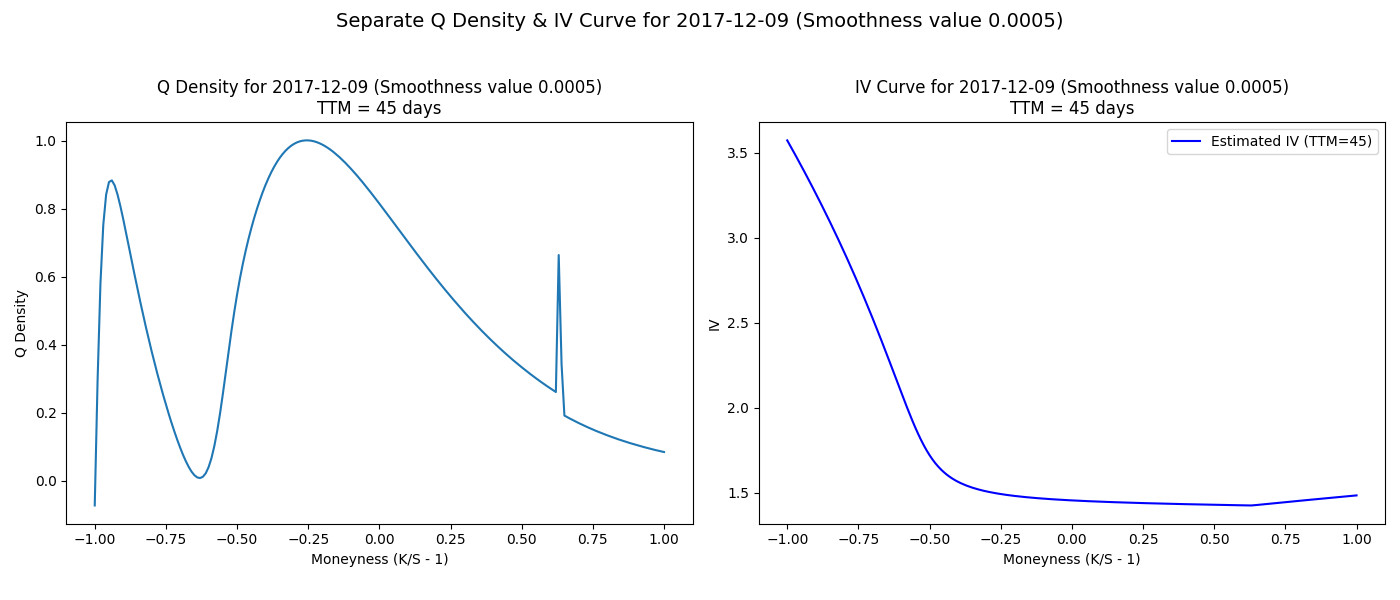 Separate Q Density & IV Curve for 2017-12-09 (Smoothness value 0.0005)
Q Density for 2017-12-09 (Smoothness value 0.0005)
TTM = 45 days
1.0
0.8
0.6
0.4
0.2
0.0
Q Density
−1.00
−0.75
−0.50
−0.25
0.00
0.25
0.50
0.75
1.00
Moneyness (K/S - 1)
IV Curve for 2017-12-09 (Smoothness value 0.0005)
TTM = 45 days
Estimated IV (TTM=45)
3.5
3.0
2.5
2.0
1.5
IV
−1.00
−0.75
−0.50
−0.25
0.00
0.25
0.50
0.75
1.00
Moneyness (K/S - 1)